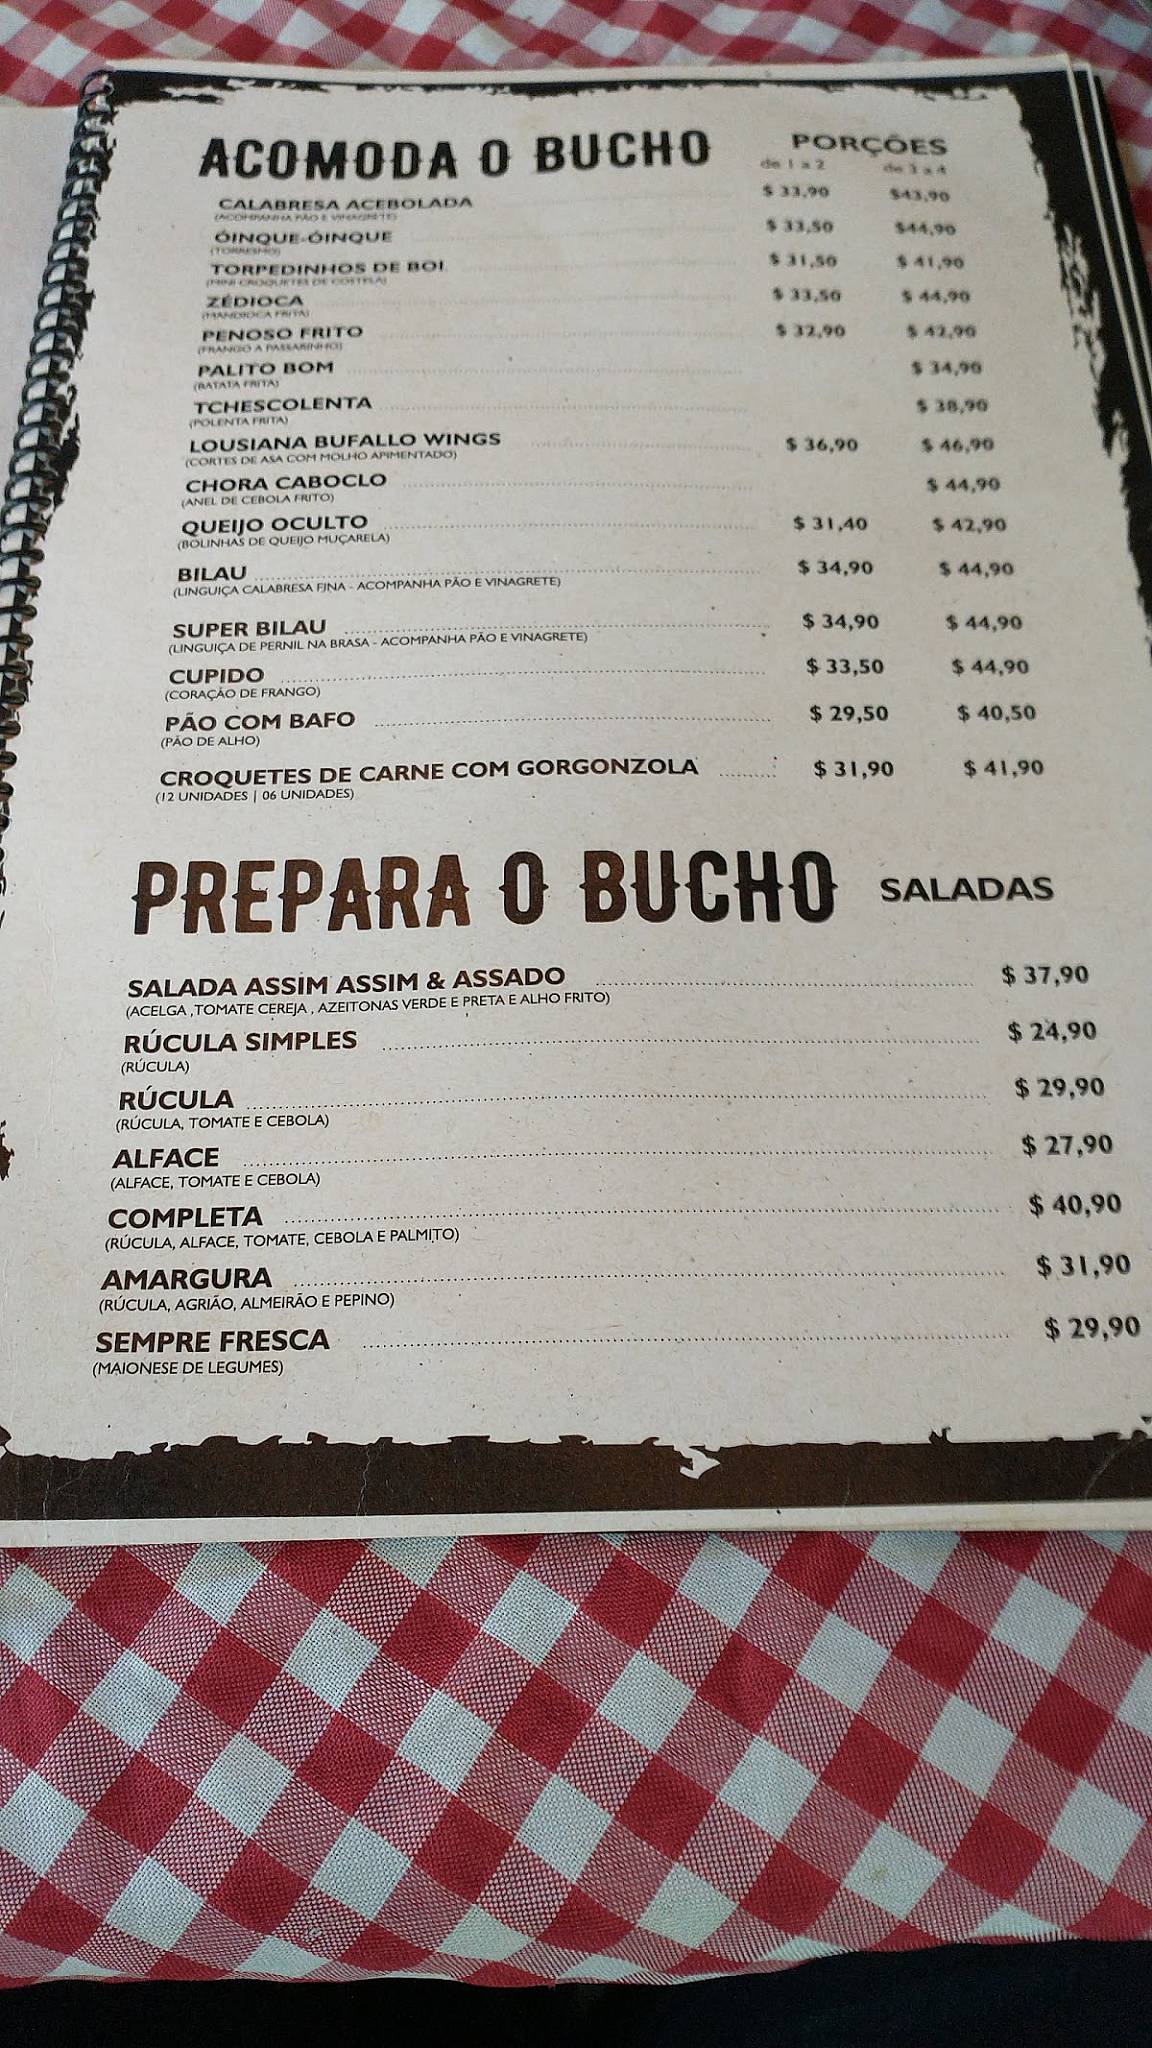 ACOMODA O BUCHO PORÇÕES
de 1 a 2 de 3 a 4
CALABRESA ACEBOLADA $ 33,90 $43,90
(ACOMPANHA PÃO E VINAGRETE)
ÓINQUE-ÓINQUE $ 33,50 $44,90
(TORRESMO)
TORPEDINHOS DE BOI $ 31,50 $ 41,90
(MINI CROQUETES DE COSTELA)
ZÉDIOCA $ 33,50 $ 44,90
(MANDIOCA FRITA)
PENOSO FRITO $ 32,90 $ 42,90
(FRANGO A PASSARINHO)
PALITO BOM $ 34,90
(BATATA FRITA)
TCHESCOLENTA $ 38,90
(POLENTA FRITA)
LOUSIANA BUFALLO WINGS $ 36,90 $ 46,90
(CORTES DE ASA COM MOLHO APIMENTADO)
CHORA CABOCLO $ 44,90
(ANEL DE CEBOLA FRITO)
QUEIJO OCULTO $ 31,40 $ 42,90
(BOLINHAS DE QUEIJO MUÇARELA)
BILAU $ 34,90 $ 44,90
(LINGUIÇA CALABRESA FINA - ACOMPANHA PÃO E VINAGRETE)
SUPER BILAU $ 34,90 $ 44,90
(LINGUIÇA DE PERNIL NA BRASA - ACOMPANHA PÃO E VINAGRETE)
CUPIDO $ 33,50 $ 44,90
(CORAÇÃO DE FRANGO)
PÃO COM BAFO $ 29,50 $ 40,50
(PÃO DE ALHO)
CROQUETES DE CARNE COM GORGONZOLA $ 31,90 $ 41,90
(12 UNIDADES | 06 UNIDADES)
PREPARA O BUCHO SALADAS
SALADA ASSIM ASSIM & ASSADO $ 37,90
(ACELGA ,TOMATE CEREJA , AZEITONAS VERDE E PRETA E ALHO FRITO)
RÚCULA SIMPLES $ 24,90
(RÚCULA)
RÚCULA $ 29,90
(RÚCULA, TOMATE E CEBOLA)
ALFACE $ 27,90
(ALFACE, TOMATE E CEBOLA)
COMPLETA $ 40,90
(RÚCULA, ALFACE, TOMATE, CEBOLA E PALMITO)
AMARGURA $ 31,90
(RÚCULA, AGRIÃO, ALMEIRÃO E PEPINO)
SEMPRE FRESCA $ 29,90
(MAIONESE DE LEGUMES)